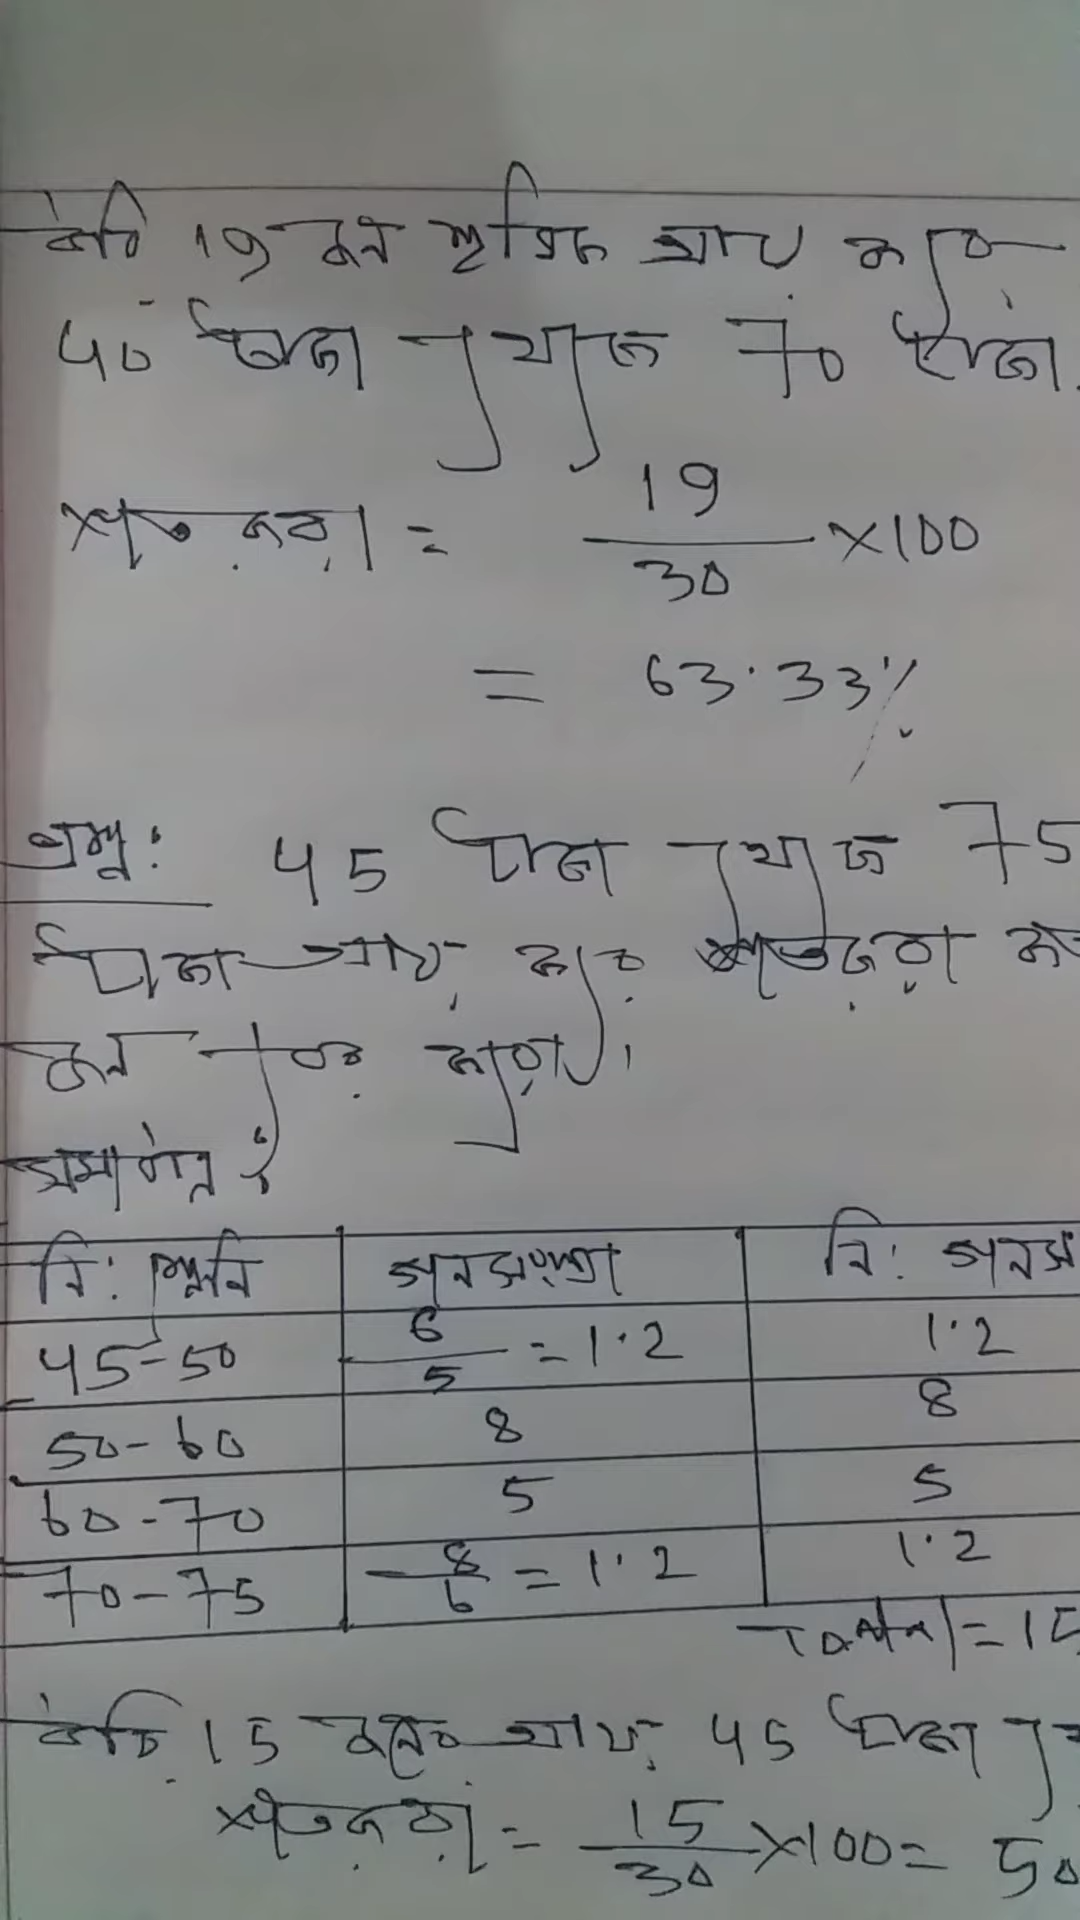 19 জন শ্রমিক আয় করে
40 টাকা থেকে 70 টাকা.
শতকরা = 19/30 ×100
= 63.33%
প্রশ্ন: 45 টাকা থেকে 75
টাকা আয় করে শতকরা কত
জন বের করো।
সমাধান:
নি: শ্রেনি গনসংখ্যা নি: গনস
45-50 6/5 = 1.2 1.2
50-60 8 8
60-70 5 5
70-75 8/6 = 1.2 1.2
Total = 15
15 জনের আয় 45 টাকা
শতকরা = 15/30 ×100 = 50